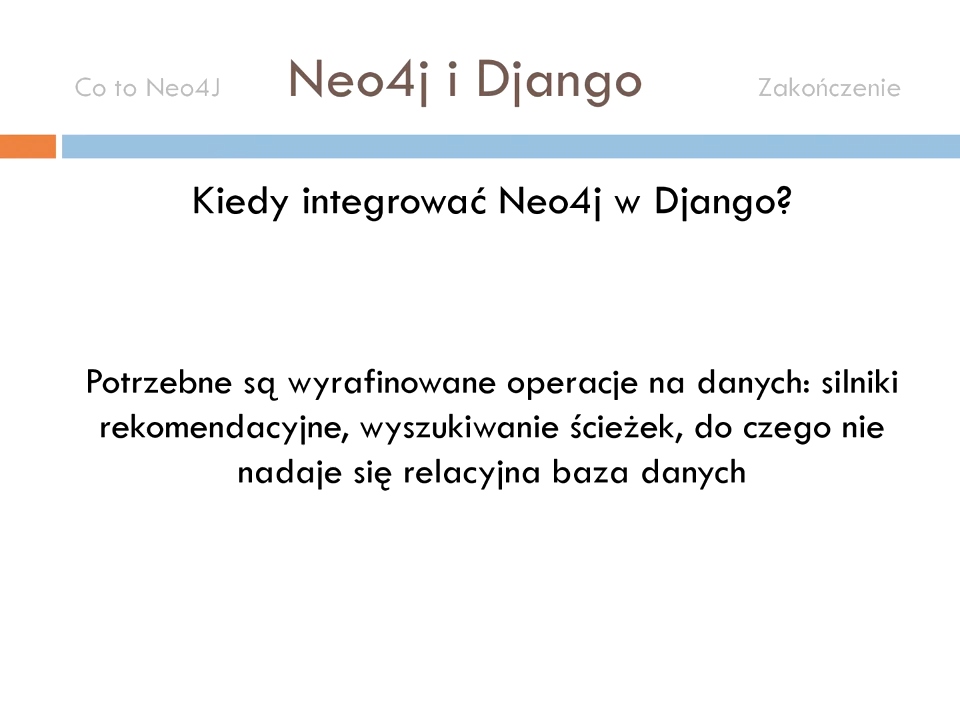 Co to Neo4J Neo4j i Django Zakończenie
Kiedy integrować Neo4j w Django?
Potrzebne są wyrafinowane operacje na danych: silniki
rekomendacyjne, wyszukiwanie ścieżek, do czego nie
nadaje się relacyjna baza danych